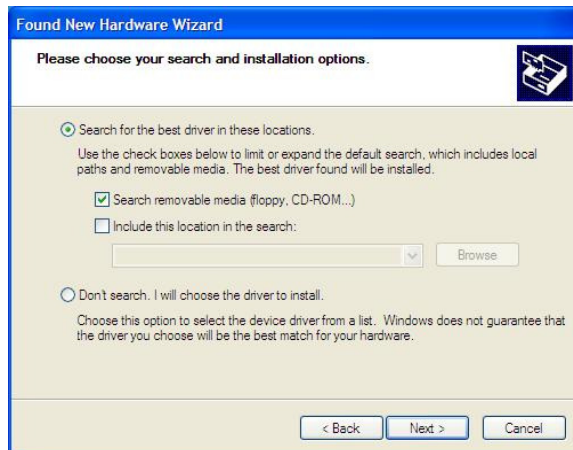 Found New Hardware Wizard
Please choose your search and installation options.
Search for the best driver in these locations.
Use the check boxes below to limit or expand the default search, which includes local
paths and removable media. The best driver found will be installed.
Search removable media (floppy, CD-ROM...)
Include this location in the search:
Browse
Don't search. I will choose the driver to install.
Choose this option to select the device driver from a list. Windows does not guarantee that
the driver you choose will be the best match for your hardware.
< Back Next > Cancel